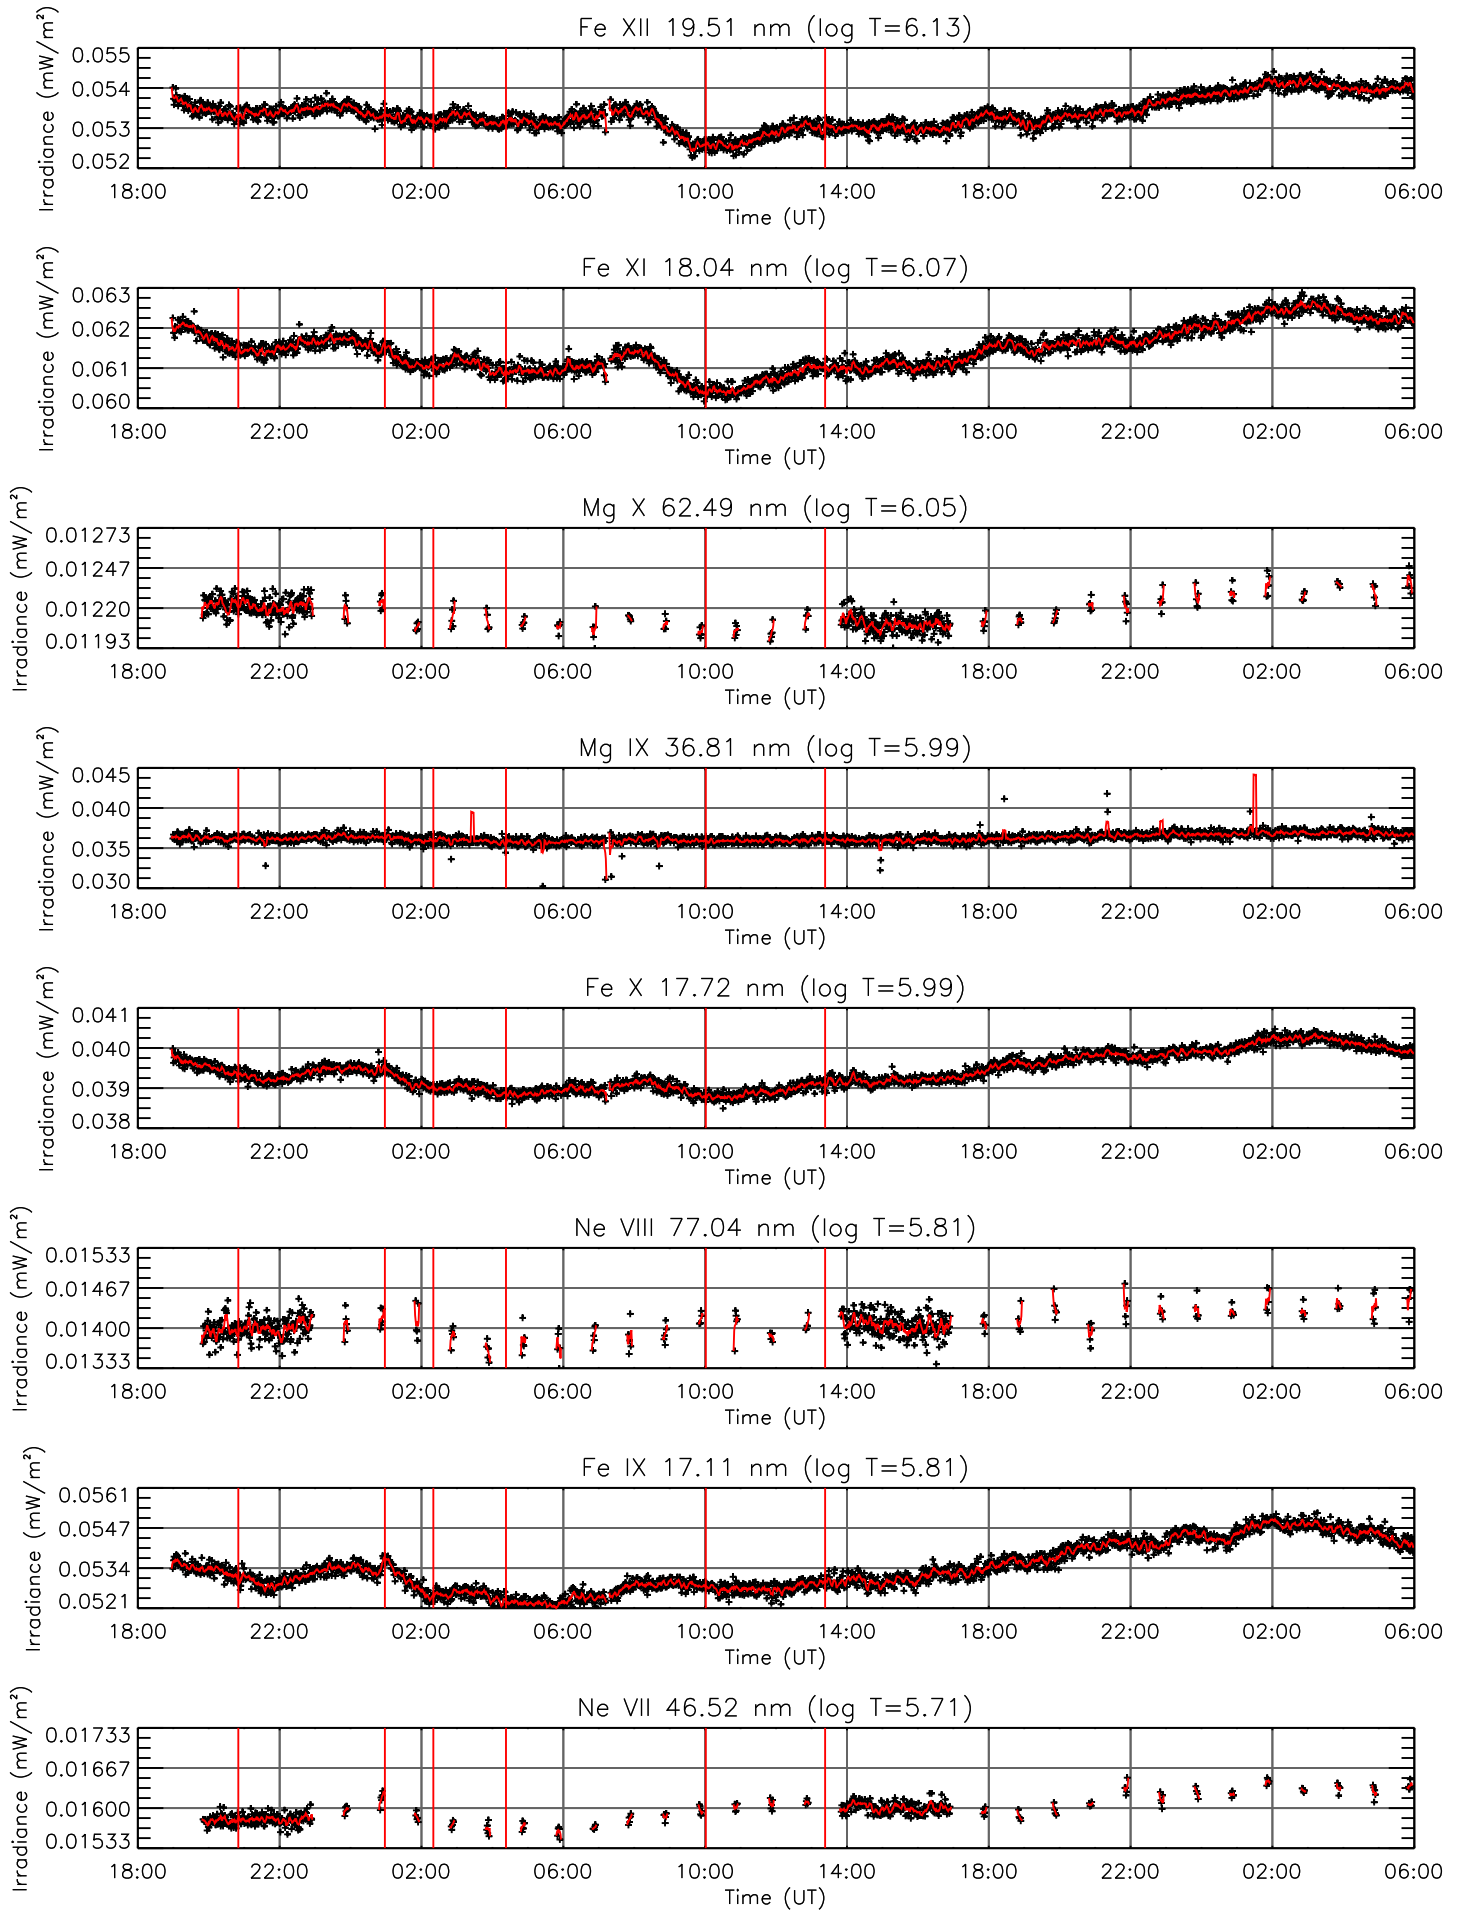 Fe XII 19.51 nm (log T=6.13)
Irradiance (mW/m²)
0.055
0.054
0.053
0.052
18:00 22:00 02:00 06:00 10:00 14:00 18:00 22:00 02:00 06:00
Time (UT)
Fe XI 18.04 nm (log T=6.07)
Irradiance (mW/m²)
0.063
0.062
0.061
0.060
18:00 22:00 02:00 06:00 10:00 14:00 18:00 22:00 02:00 06:00
Time (UT)
Mg X 62.49 nm (log T=6.05)
Irradiance (mW/m²)
0.01273
0.01247
0.01220
0.01193
18:00 22:00 02:00 06:00 10:00 14:00 18:00 22:00 02:00 06:00
Time (UT)
Mg IX 36.81 nm (log T=5.99)
Irradiance (mW/m²)
0.045
0.040
0.035
0.030
18:00 22:00 02:00 06:00 10:00 14:00 18:00 22:00 02:00 06:00
Time (UT)
Fe X 17.72 nm (log T=5.99)
Irradiance (mW/m²)
0.041
0.040
0.039
0.038
18:00 22:00 02:00 06:00 10:00 14:00 18:00 22:00 02:00 06:00
Time (UT)
Ne VIII 77.04 nm (log T=5.81)
Irradiance (mW/m²)
0.01533
0.01467
0.01400
0.01333
18:00 22:00 02:00 06:00 10:00 14:00 18:00 22:00 02:00 06:00
Time (UT)
Fe IX 17.11 nm (log T=5.81)
Irradiance (mW/m²)
0.0561
0.0547
0.0534
0.0521
18:00 22:00 02:00 06:00 10:00 14:00 18:00 22:00 02:00 06:00
Time (UT)
Ne VII 46.52 nm (log T=5.71)
Irradiance (mW/m²)
0.01733
0.01667
0.01600
0.01533
18:00 22:00 02:00 06:00 10:00 14:00 18:00 22:00 02:00 06:00
Time (UT)